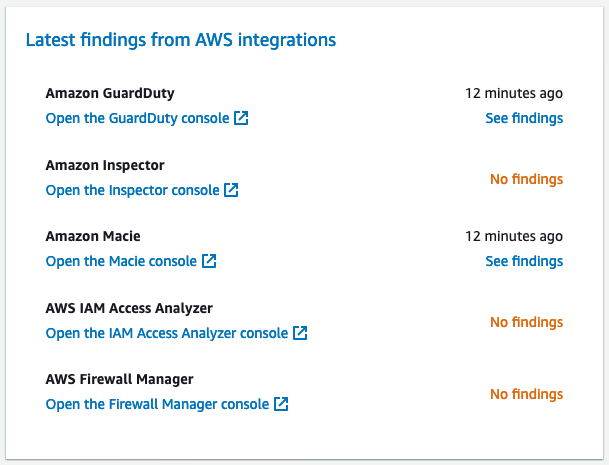 Latest findings from AWS integrations
Amazon GuardDuty 12 minutes ago
Open the GuardDuty console See findings
Amazon Inspector
No findings
Open the Inspector console
Amazon Macie 12 minutes ago
Open the Macie console See findings
AWS IAM Access Analyzer
No findings
Open the IAM Access Analyzer console
AWS Firewall Manager
No findings
Open the Firewall Manager console